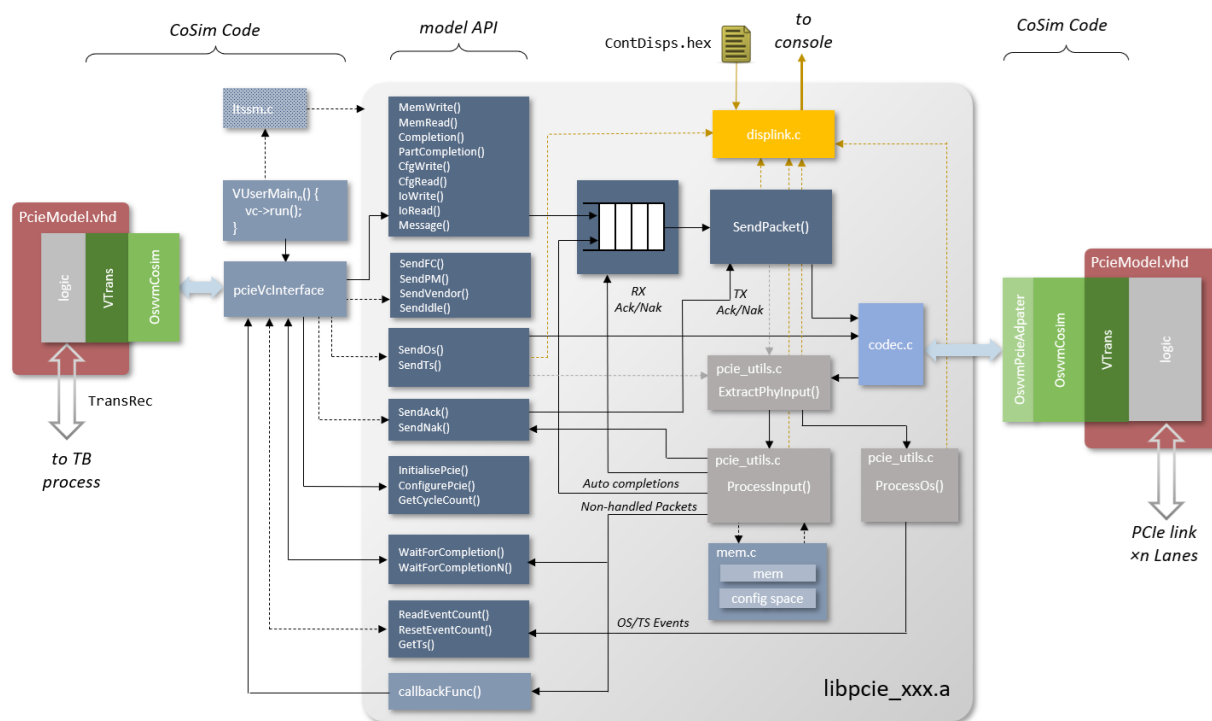 CoSim Code
model API
ContDisps.hex
to
console
CoSim Code
ltssm.c
MemWrite()
MemRead()
Completion()
PartCompletion()
CfgWrite()
CfgRead()
IoWrite()
IoRead()
Message()
displink.c
VUserMainn() {
vc->run();
}
SendPacket()
PcieModel.vhd
logic
VTrans
OsvvmCosim
pcieVcInterface
SendFC()
SendPM()
SendVendor()
SendIdle()
RX
Ack/Nak
TX
Ack/Nak
PcieModel.vhd
OsvvmPcieAdpater
OsvvmCosim
VTrans
logic
SendOs()
SendTs()
codec.c
pcie_utils.c
ExtractPhyInput()
TransRec
SendAck()
SendNak()
to TB
process
pcie_utils.c
ProcessInput()
pcie_utils.c
ProcessOs()
InitialisePcie()
ConfigurePcie()
GetCycleCount()
Auto completions
Non-handled Packets
PCIe link
×n Lanes
WaitForCompletion()
WaitForCompletionN()
mem.c
mem
config space
ReadEventCount()
ResetEventCount()
GetTs()
OS/TS Events
callbackFunc()
libpcie_xxx.a